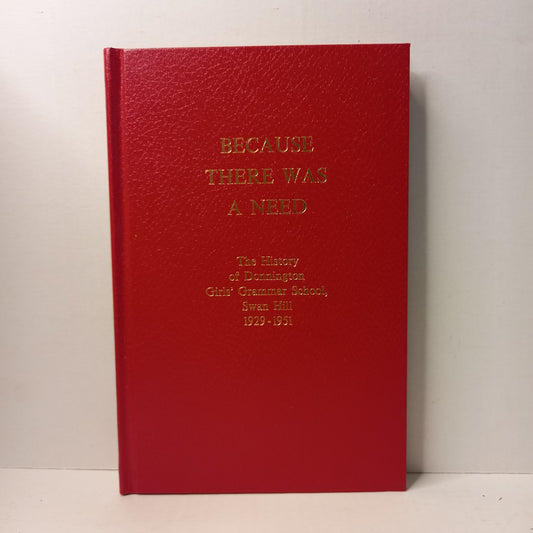 BECAUSE
THERE WAS
A NEED
The History
of Donnington
Girls' Grammar School,
Swan Hill
1929-1951